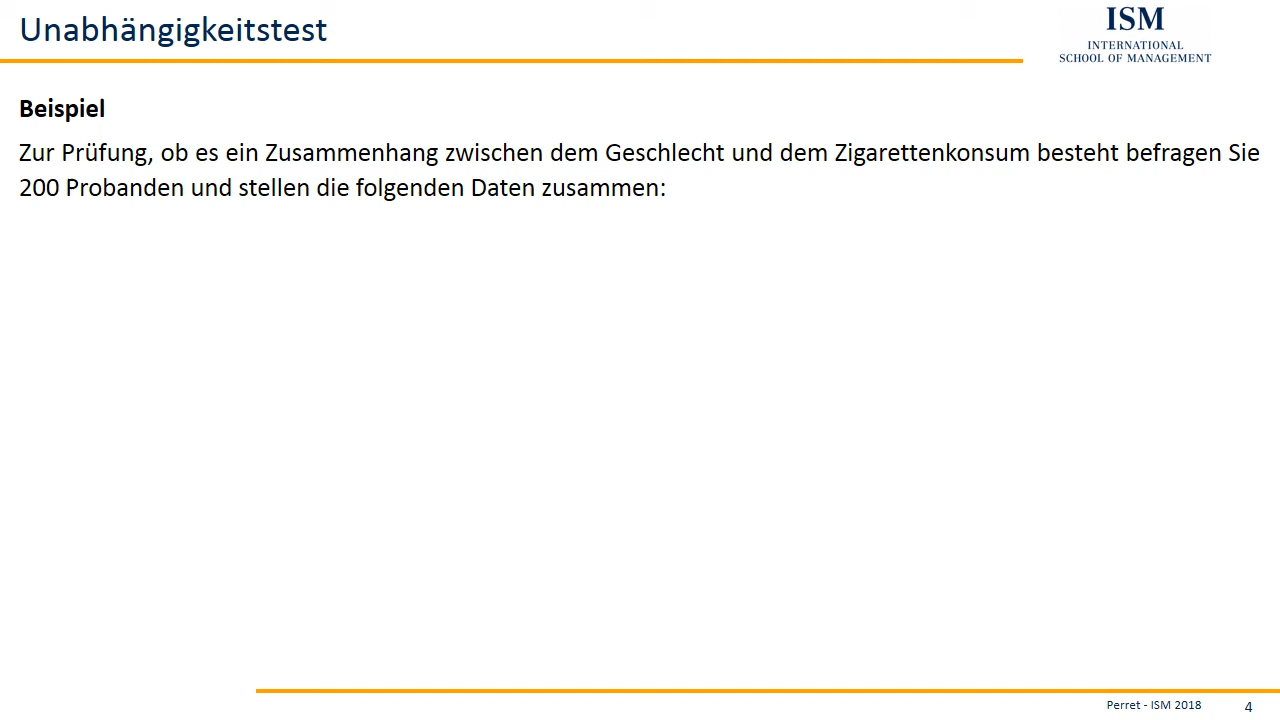 Unabhängigkeitstest
ISM
INTERNATIONAL
SCHOOL OF MANAGEMENT
Beispiel
Zur Prüfung, ob es ein Zusammenhang zwischen dem Geschlecht und dem Zigarettenkonsum besteht befragen Sie
200 Probanden und stellen die folgenden Daten zusammen:
Perret - ISM 2018
4